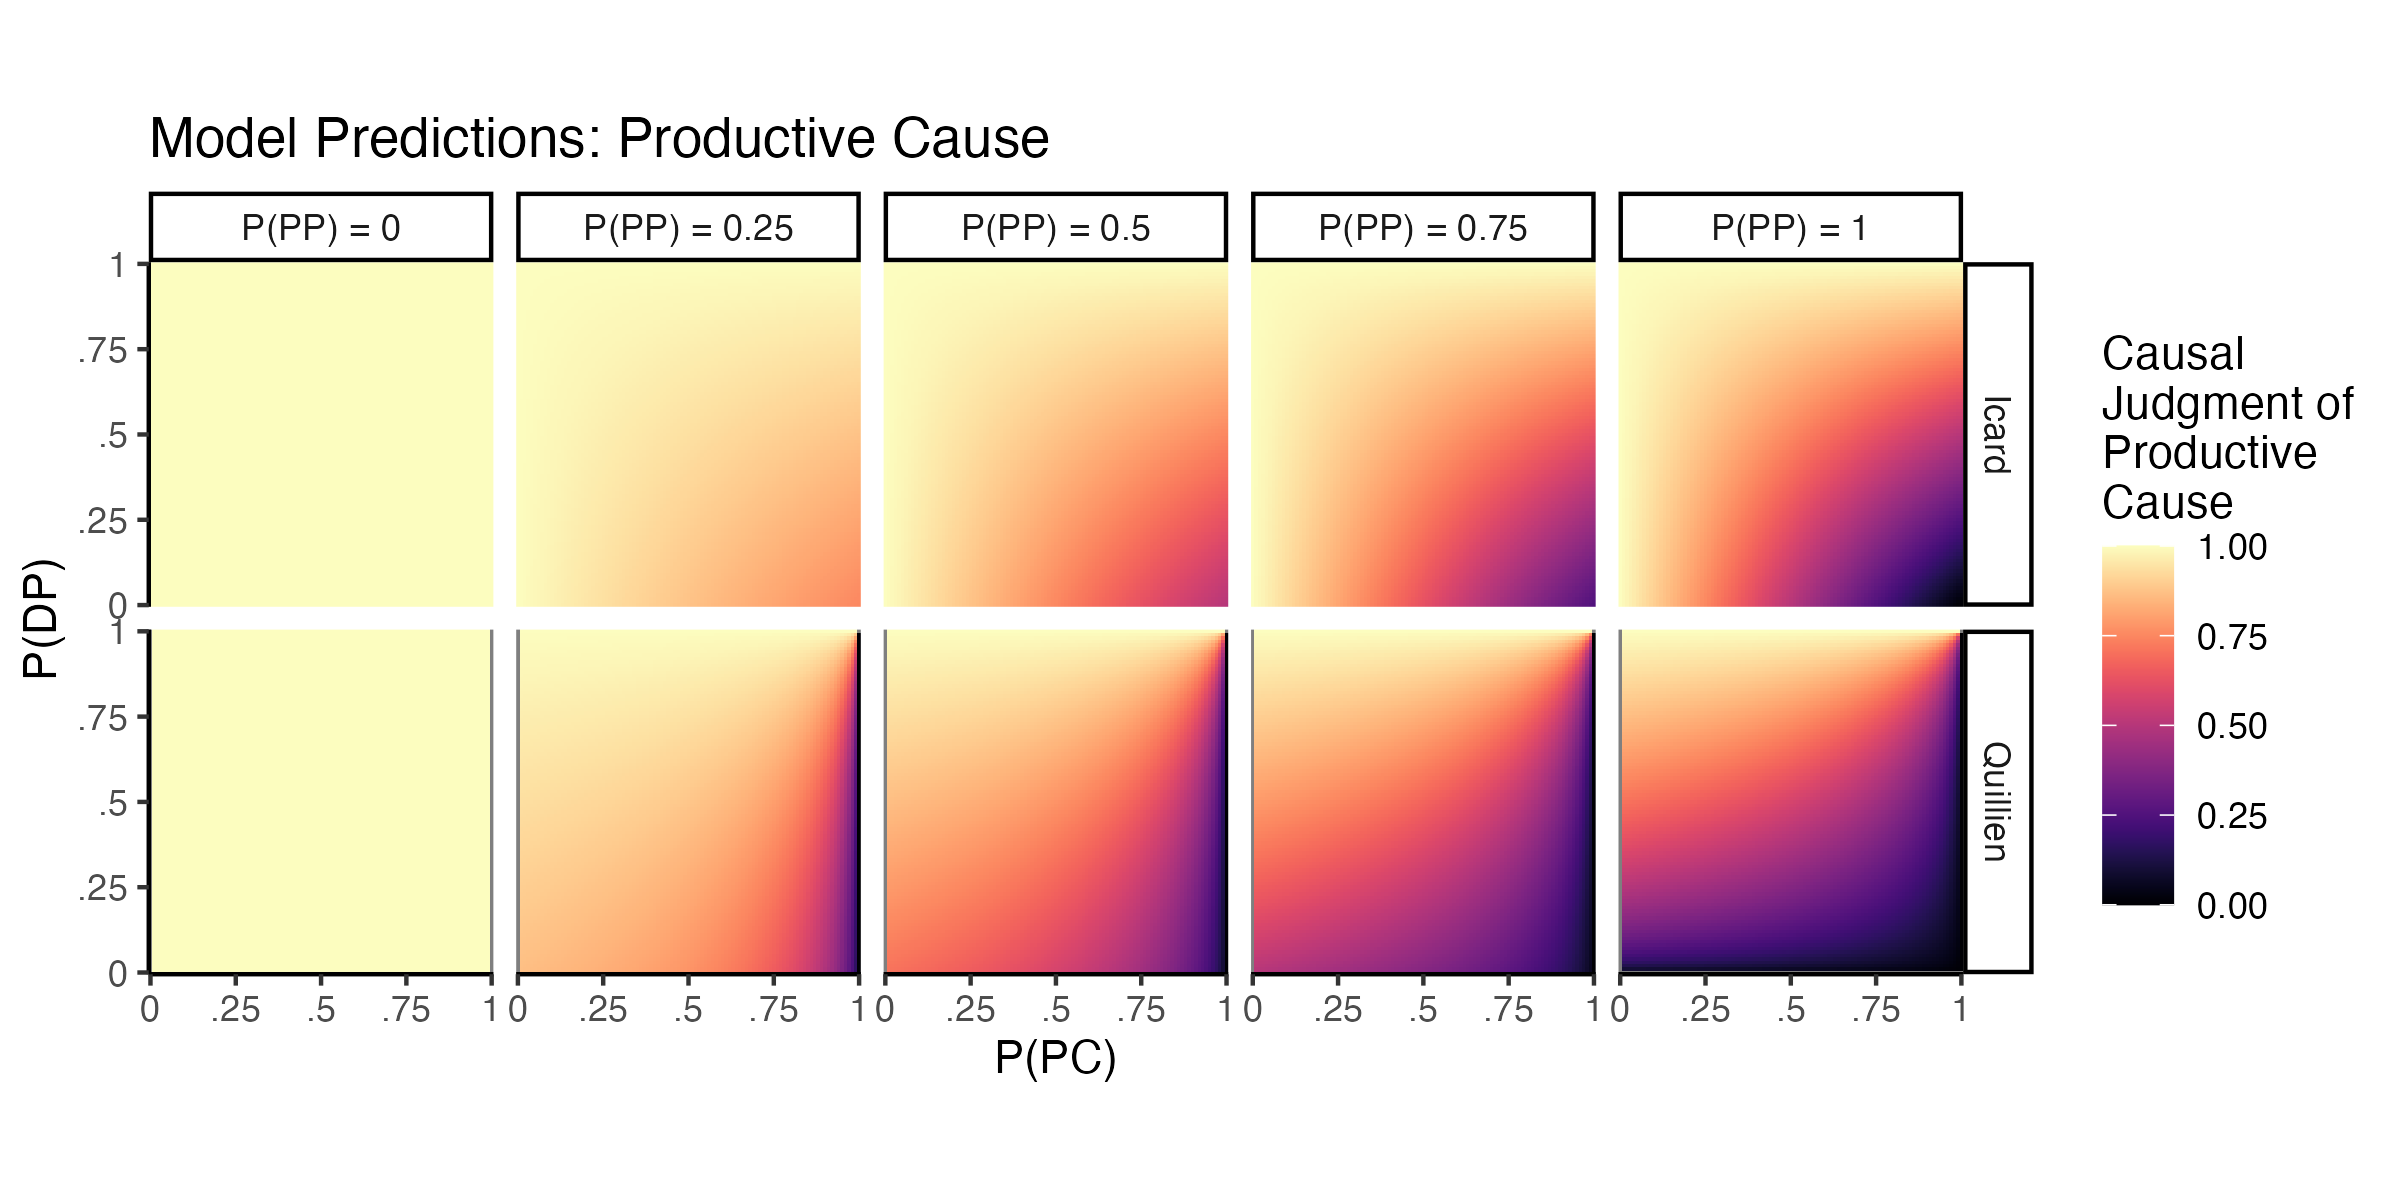 Model Predictions: Productive Cause
P(PP) = 0
P(PP) = 0.25
P(PP) = 0.5
P(PP) = 0.75
P(PP) = 1
P(DP)
1
.75
.5
.25
0
Icard
1
.75
.5
.25
0
Quillien
0 .25 .5 .75 1
0 .25 .5 .75 1
0 .25 .5 .75 1
0 .25 .5 .75 1
0 .25 .5 .75 1
P(PC)
Causal
Judgment of
Productive
Cause
1.00
0.75
0.50
0.25
0.00